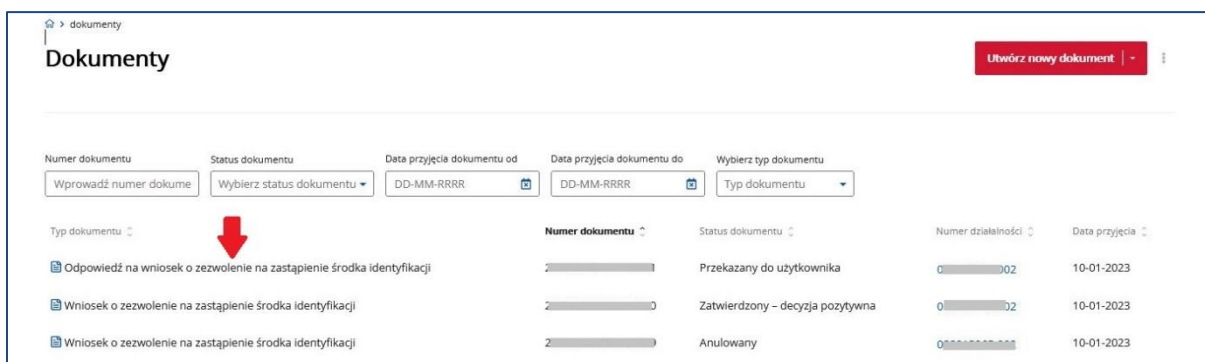 > dokumenty
Dokumenty
Utwórz nowy dokument
Numer dokumentu Status dokumentu Data przyjęcia dokumentu od Data przyjęcia dokumentu do Wybierz typ dokumentu
Wprowadź numer dokume Wybierz status dokumentu DD-MM-RRRR DD-MM-RRRR Typ dokumentu
Typ dokumentu Numer dokumentu Status dokumentu Numer działalności Data przyjęcia
Odpowiedź na wniosek o zezwolenie na zastąpienie środka identyfikacji Przekazany do użytkownika 10-01-2023
Wniosek o zezwolenie na zastąpienie środka identyfikacji Zatwierdzony – decyzja pozytywna 10-01-2023
Wniosek o zezwolenie na zastąpienie środka identyfikacji Anulowany 10-01-2023